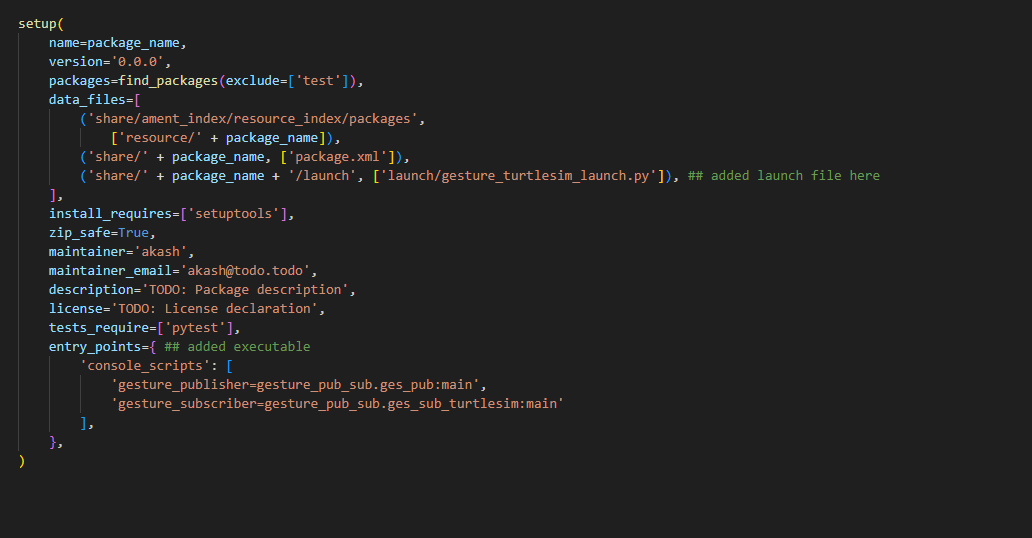 setup(
    name=package_name,
    version='0.0.0',
    packages=find_packages(exclude=['test']),
    data_files=[
        ('share/ament_index/resource_index/packages',
            ['resource/' + package_name]),
        ('share/' + package_name, ['package.xml']),
        ('share/' + package_name + '/launch', ['launch/gesture_turtlesim_launch.py']), ## added launch file here
    ],
    install_requires=['setuptools'],
    zip_safe=True,
    maintainer='akash',
    maintainer_email='akash@todo.todo',
    description='TODO: Package description',
    license='TODO: License declaration',
    tests_require=['pytest'],
    entry_points={ ## added executable
        'console_scripts': [
            'gesture_publisher=gesture_pub_sub.ges_pub:main',
            'gesture_subscriber=gesture_pub_sub.ges_sub_turtlesim:main'
        ],
    },
)